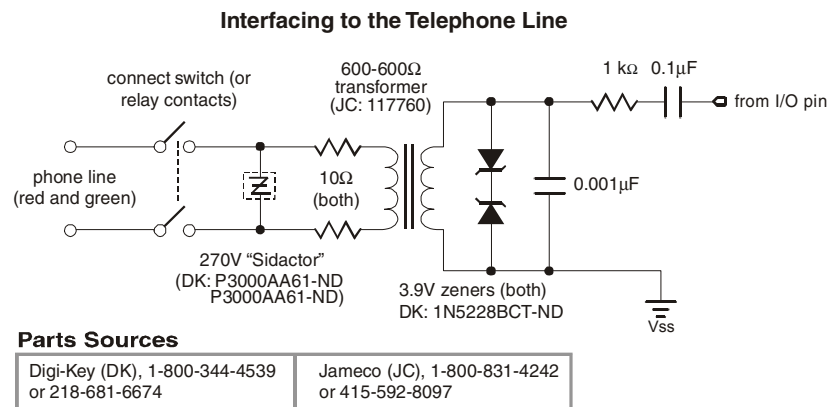 Interfacing to the Telephone Line
connect switch (or
relay contacts)
600-600Ω
transformer
(JC: 117760)
1 kΩ
0.1μF
from I/O pin
phone line
(red and green)
10Ω
(both)
0.001μF
270V “Sidactor”
(DK: P3000AA61-ND
P3000AA61-ND)
3.9V zeners (both)
DK: 1N5228BCT-ND
Vss
Parts Sources
Digi-Key (DK), 1-800-344-4539
or 218-681-6674
Jameco (JC), 1-800-831-4242
or 415-592-8097